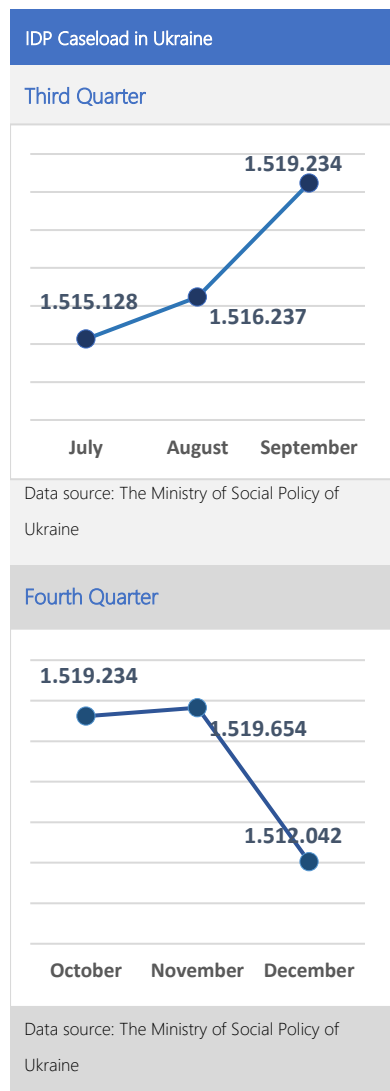 IDP Caseload in Ukraine
Third Quarter
1.519.234
1.515.128
1.516.237
July August September
Data source: The Ministry of Social Policy of
Ukraine
Fourth Quarter
1.519.234
1.519.654
1.512.042
October November December
Data source: The Ministry of Social Policy of
Ukraine